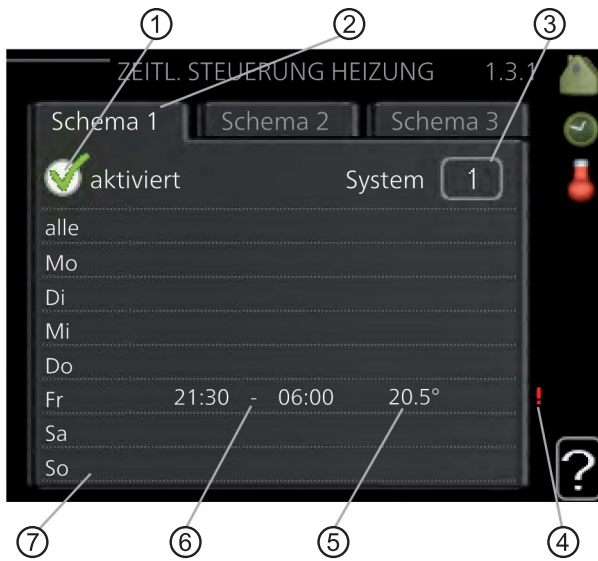 1 2 3
ZEITL. STEUERUNG HEIZUNG 1.3.1
Schema 1 Schema 2 Schema 3
aktiviert System 1
alle
Mo
Di
Mi
Do
Fr 21:30 - 06:00 20.5° !
Sa
So
?
7 6 5 4